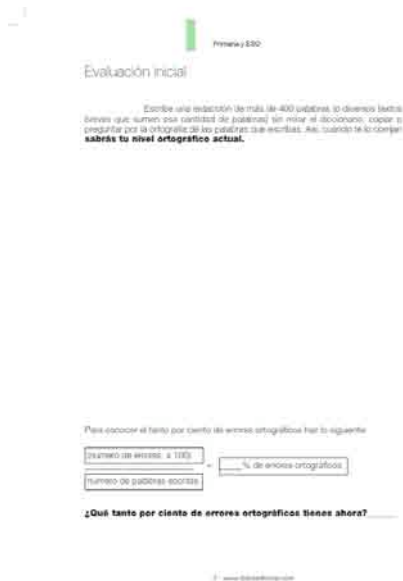 Primaria y ESO
Evaluación inicial
Escribe una redacción de más de 400 palabras (o diversos textos
breves que sumen esa cantidad de palabras) sin mirar el diccionario, copiar o
preguntar por la ortografía de las palabras que escribas. Así, cuando te lo corrijan
sabrás tu nivel ortográfico actual.
Para conocer el tanto por ciento de errores ortográficos haz lo siguiente:
(número de errores x 100)
= ____% de errores ortográficos
número de palabras escritas
¿Qué tanto por ciento de errores ortográficos tienes ahora?______